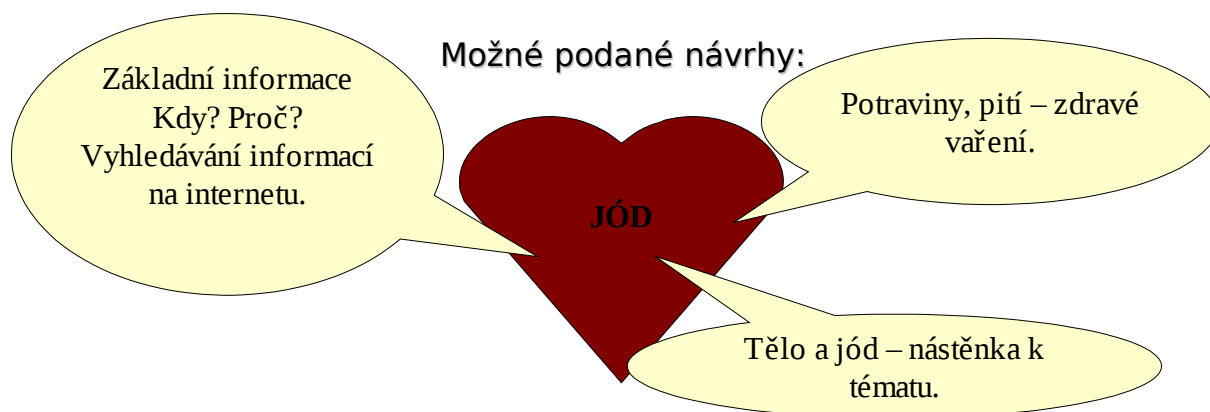 Možné podané návrhy:
Základní informace
Kdy? Proč?
Vyhledávání informací
na internetu.
Potraviny, pití – zdravé
vaření.
JÓD
Tělo a jód – nástěnka k
tématu.